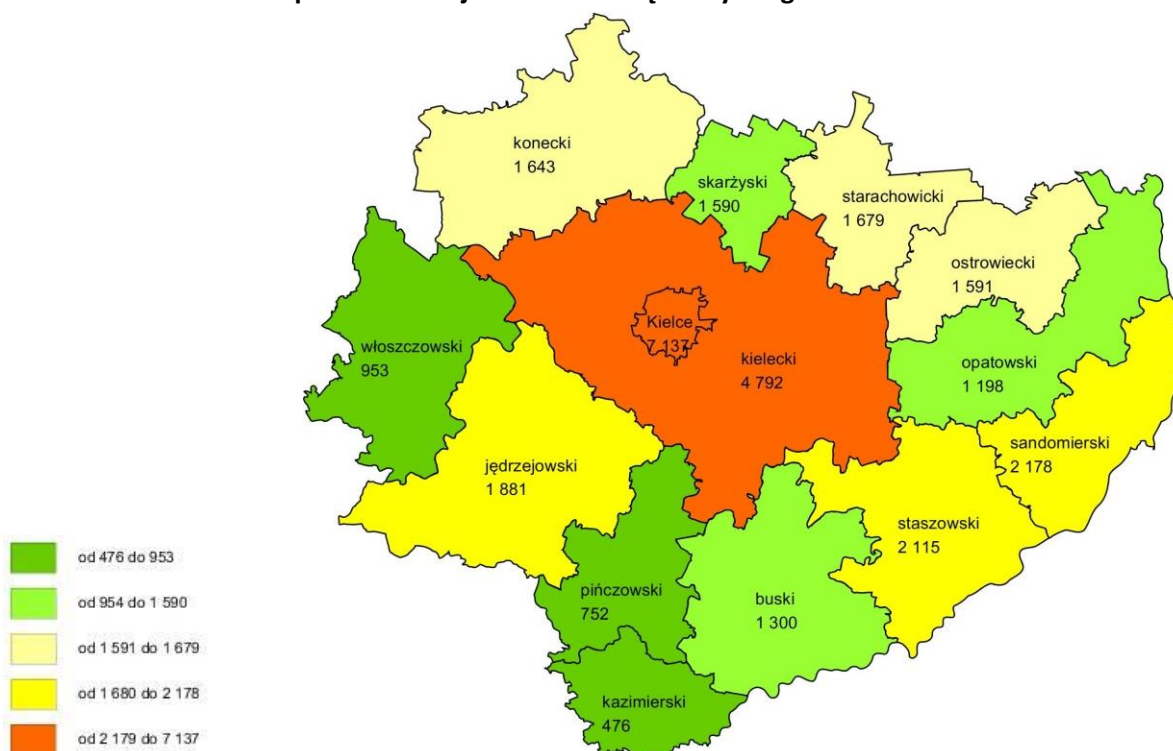 konecki
1 643
skarżyski
1 590
starachowicki
1 679
ostrowiecki
1 591
włoszczowski
953
Kielce
7 137
kielecki
4 792
opatowski
1 198
sandomierski
2 178
jędrzejowski
1 881
staszowski
2 115
pińczowski
752
buski
1 300
kazimierski
476
od 476 do 953
od 954 do 1 590
od 1 591 do 1 679
od 1 680 do 2 178
od 2 179 do 7 137